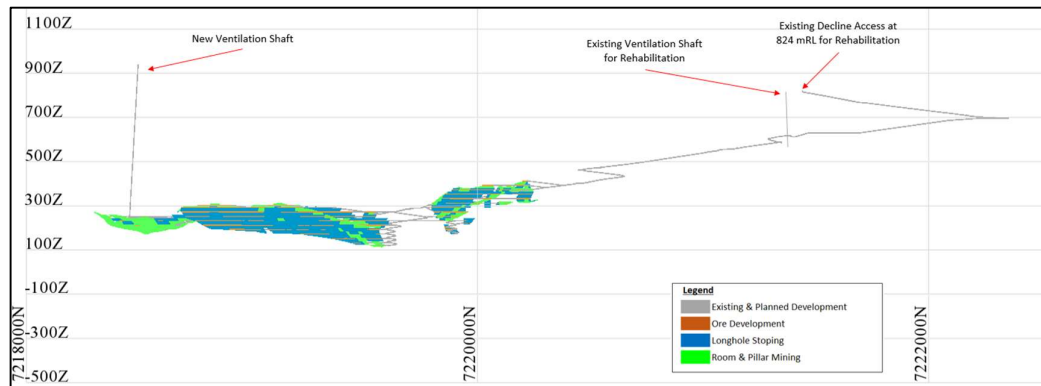 1100Z
New Ventilation Shaft
Existing Ventilation Shaft
for Rehabilitation
Existing Decline Access at
824 mRL for Rehabilitation
900Z
700Z
500Z
300Z
100Z
-100Z
-300Z
-500Z
7218000N
7220000N
7222000N
Legend
Existing & Planned Development
Ore Development
Longhole Stoping
Room & Pillar Mining